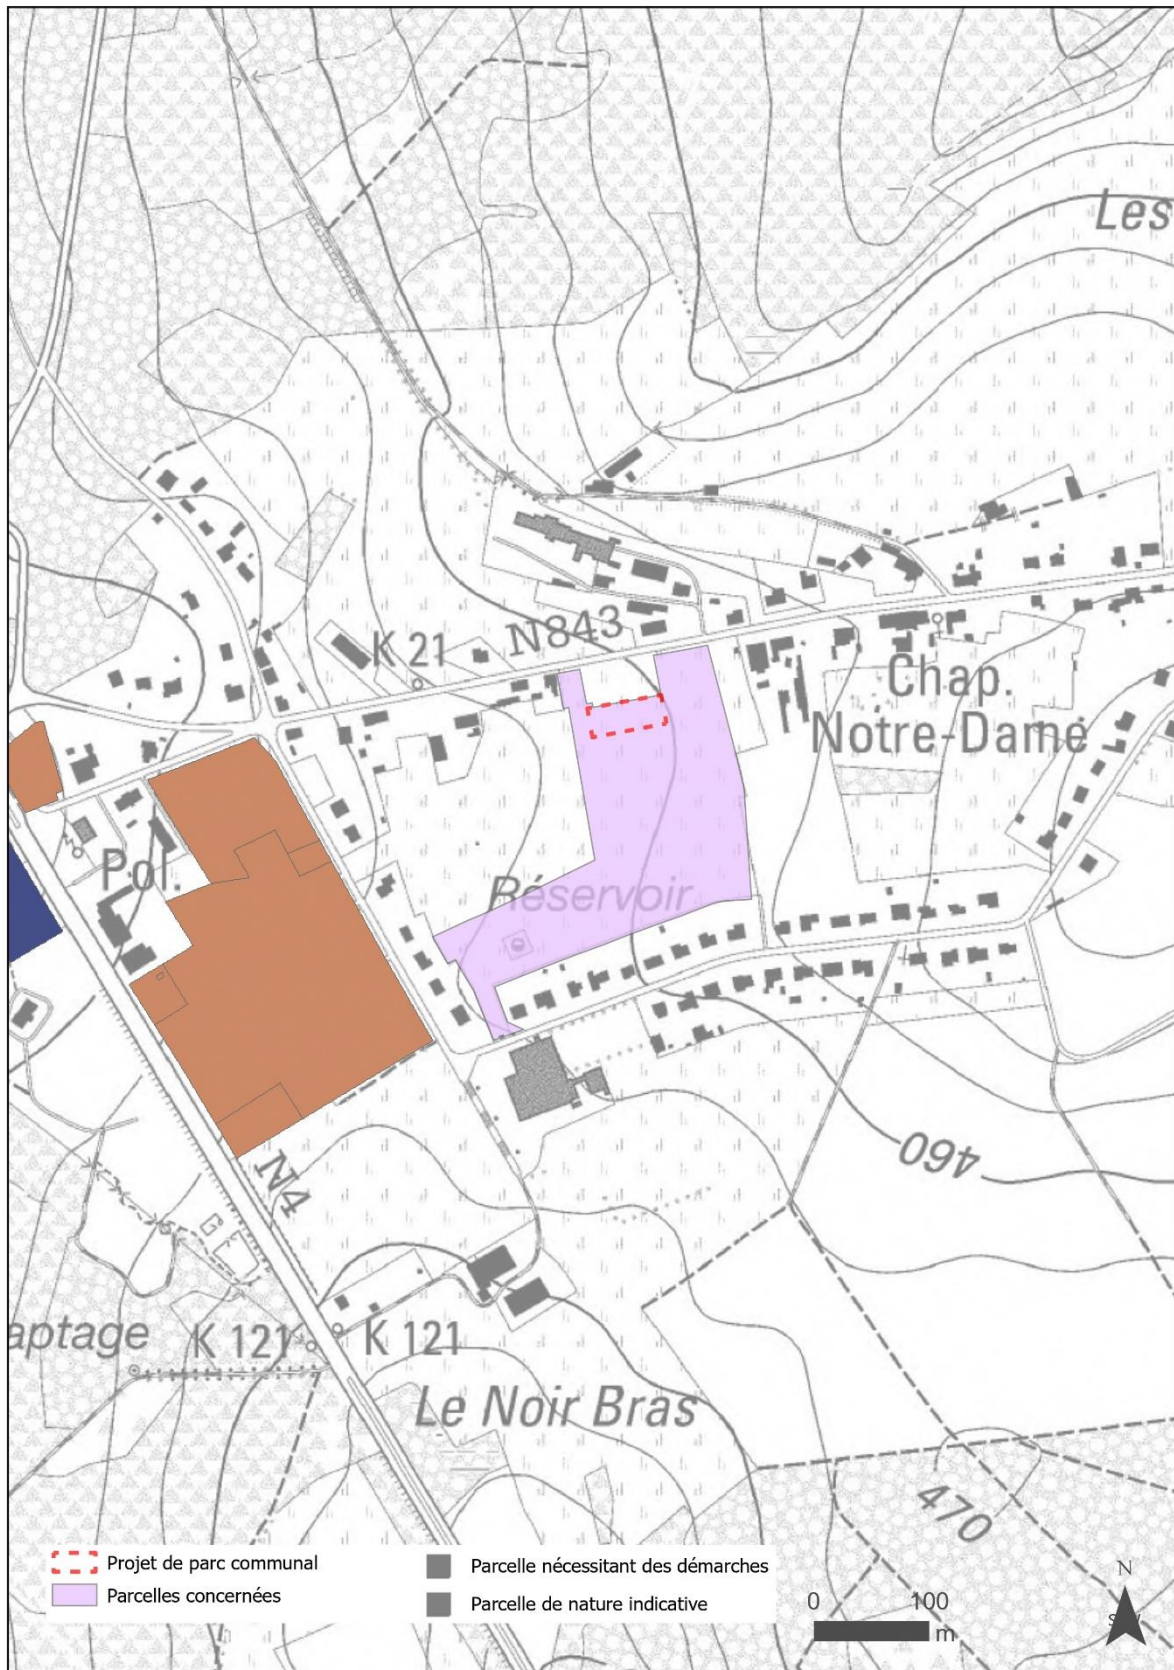 Les
K 21
N843
Chap.
Notre-Dame
Pol.
Réservoir
460
N4
aptage
K 121
K 121
Le Noir Bras
470
Projet de parc communal
Parcelles concernées
Parcelle nécessitant des démarches
Parcelle de nature indicative
0 100
m
N